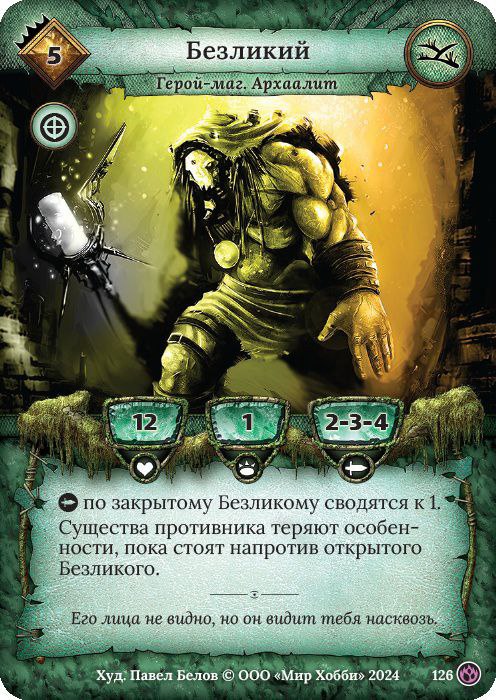 5
Безликий
Герой-маг. Архаалит
12
1
2-3-4
по закрытому Безликому сводятся к 1.
Существа противника теряют особен-
ности, пока стоят напротив открытого
Безликого.
Его лица не видно, но он видит тебя насквозь.
Худ. Павел Белов © ООО «Мир Хобби» 2024
126